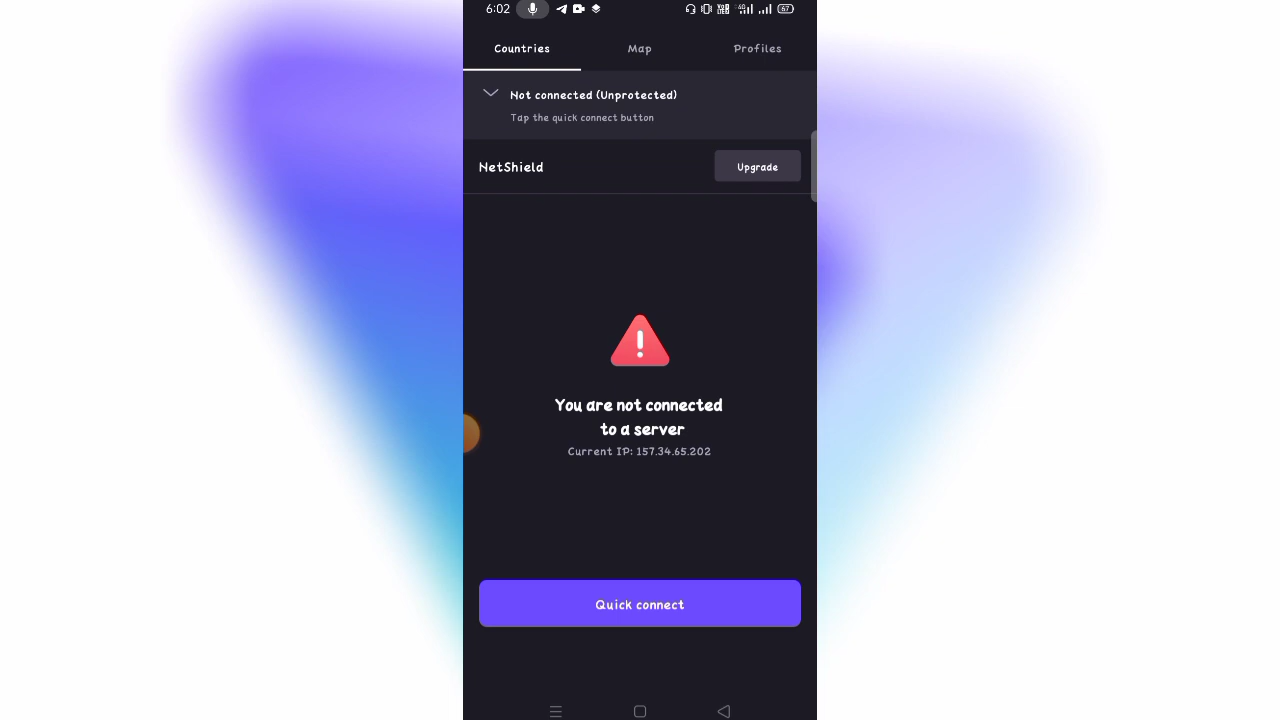 6:02
67
Countries Map Profiles
Not connected (Unprotected)
Tap the quick connect button
NetShield Upgrade
You are not connected
to a server
Current IP: 157.34.65.202
Quick connect